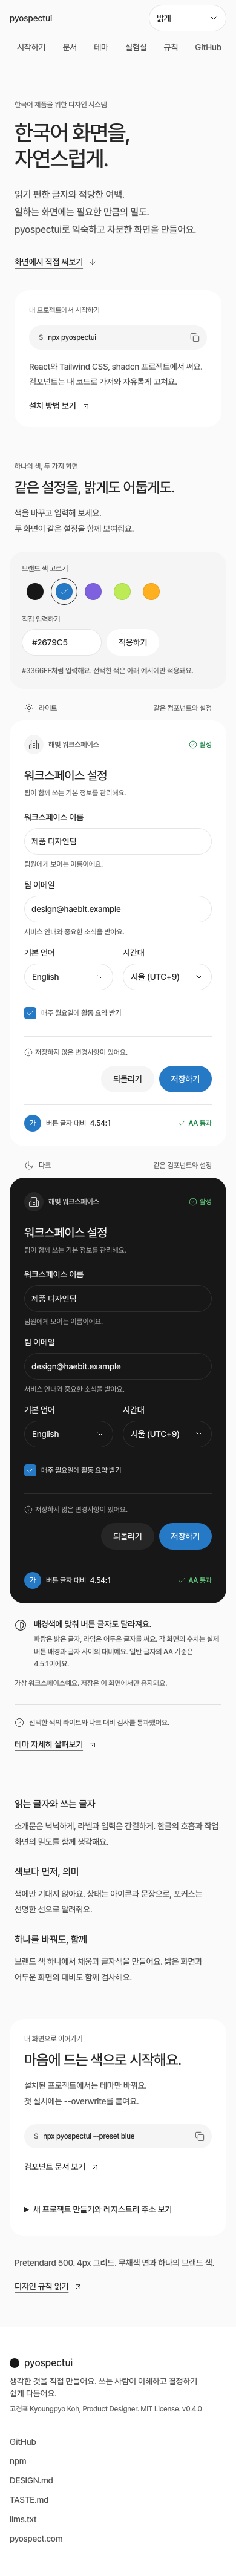 pyospectui
밝게
시작하기 문서 테마 실험실 규칙 GitHub
한국어 제품을 위한 디자인 시스템
한국어 화면을,
자연스럽게.
읽기 편한 글자와 적당한 여백.
일하는 화면에는 필요한 만큼의 밀도.
pyospectui로 익숙하고 차분한 화면을 만들어요.
화면에서 직접 써보기
내 프로젝트에서 시작하기
$ npx pyospectui
React와 Tailwind CSS, shadcn 프로젝트에서 써요.
컴포넌트는 내 코드로 가져와 자유롭게 고쳐요.
설치 방법 보기
하나의 색, 두 가지 화면
같은 설정을, 밝게도 어둡게도.
색을 바꾸고 입력해 보세요.
두 화면이 같은 설정을 함께 보여줘요.
브랜드 색 고르기
직접 입력하기
#2679C5
적용하기
#3366FF처럼 입력해요. 선택한 색은 아래 예시에만 적용돼요.
라이트
같은 컴포넌트와 설정
해빛 워크스페이스
활성
워크스페이스 설정
팀이 함께 쓰는 기본 정보를 관리해요.
워크스페이스 이름
제품 디자인팀
팀원에게 보이는 이름이에요.
팀 이메일
design@haebit.example
서비스 안내와 중요한 소식을 받아요.
기본 언어 시간대
English 서울 (UTC+9)
매주 월요일에 활동 요약 받기
저장하지 않은 변경사항이 있어요.
되돌리기 저장하기
가 버튼 글자 대비 4.54:1 AA 통과
다크
같은 컴포넌트와 설정
해빛 워크스페이스
활성
워크스페이스 설정
팀이 함께 쓰는 기본 정보를 관리해요.
워크스페이스 이름
제품 디자인팀
팀원에게 보이는 이름이에요.
팀 이메일
design@haebit.example
서비스 안내와 중요한 소식을 받아요.
기본 언어 시간대
English 서울 (UTC+9)
매주 월요일에 활동 요약 받기
저장하지 않은 변경사항이 있어요.
되돌리기 저장하기
가 버튼 글자 대비 4.54:1 AA 통과
배경색에 맞춰 버튼 글자도 달라져요.
파랑은 밝은 글자, 라임은 어두운 글자를 써요. 각 화면의 수치는 실제
버튼 배경과 글자 사이의 대비예요. 일반 글자의 AA 기준은
4.5:1이에요.
가상 워크스페이스예요. 저장은 이 화면에서만 유지돼요.
선택한 색의 라이트와 다크 대비 검사를 통과했어요.
테마 자세히 살펴보기
읽는 글자와 쓰는 글자
소개문은 넉넉하게, 라벨과 입력은 간결하게. 한글의 호흡과 작업
화면의 밀도를 함께 생각해요.
색보다 먼저, 의미
색에만 기대지 않아요. 상태는 아이콘과 문장으로, 포커스는
선명한 선으로 알려줘요.
하나를 바꿔도, 함께
브랜드 색 하나에서 채움과 글자색을 만들어요. 밝은 화면과
어두운 화면의 대비도 함께 검사해요.
내 화면으로 이어가기
마음에 드는 색으로 시작해요.
설치된 프로젝트에서는 테마만 바꿔요.
첫 설치에는 --overwrite를 붙여요.
$ npx pyospectui --preset blue
컴포넌트 문서 보기
새 프로젝트 만들기와 레지스트리 주소 보기
Pretendard 500. 4px 그리드. 무채색 면과 하나의 브랜드 색.
디자인 규칙 읽기
pyospectui
생각한 것을 직접 만들어요. 쓰는 사람이 이해하고 결정하기
쉽게 다듬어요.
고경표 Kyoungpyo Koh, Product Designer. MIT License. v0.4.0
GitHub
npm
DESIGN.md
TASTE.md
llms.txt
pyospect.com